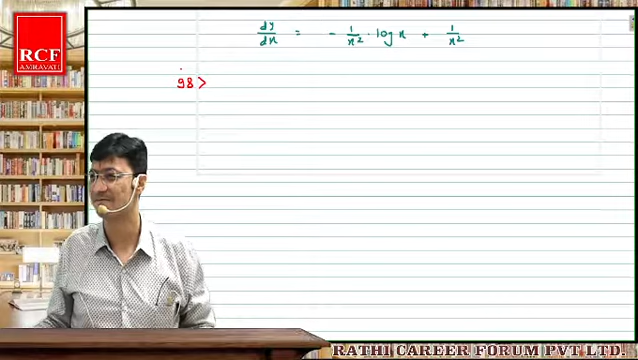 RCF
AMRAVATI
dy/dx = - 1/x² · log x + 1/x²
98>
RATHI CAREER FORUM PVT LTD.